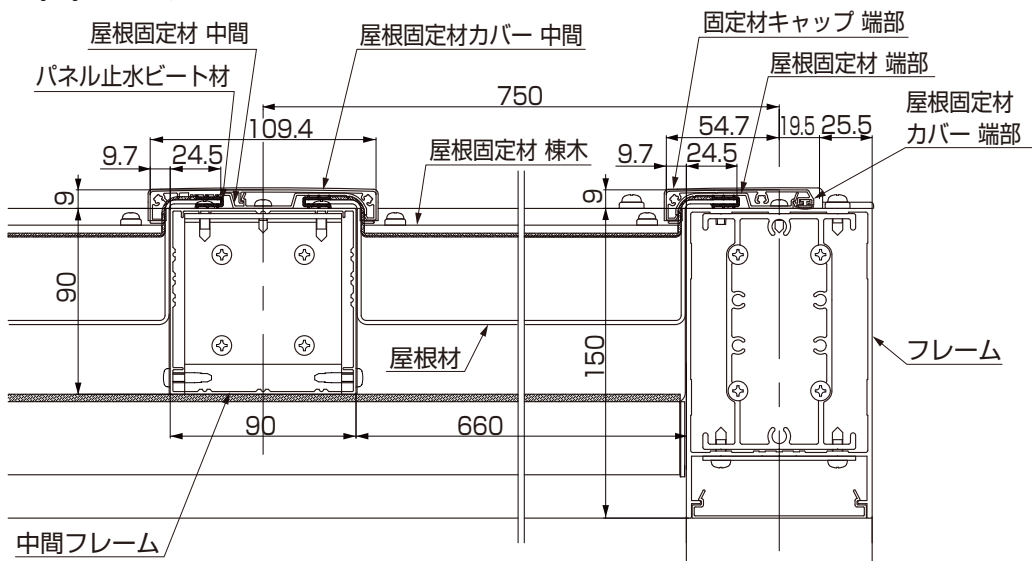 屋根固定材 中間
屋根固定材カバー 中間
固定材キャップ 端部
パネル止水ビート材
屋根固定材 端部
屋根固定材
カバー 端部
750
109.4
54.7
19.5
25.5
屋根固定材 棟木
9.7
24.5
9.7
24.5
9
9
90
150
屋根材
フレーム
90
660
中間フレーム